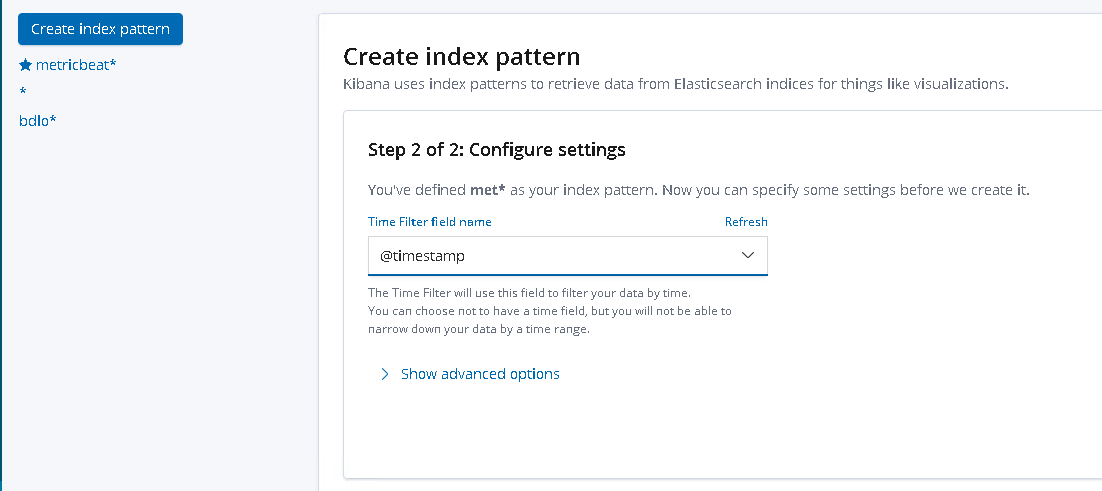 Create index pattern
metricbeat*
*
bdlo*
Create index pattern
Kibana uses index patterns to retrieve data from Elasticsearch indices for things like visualizations.
Step 2 of 2: Configure settings
You've defined met* as your index pattern. Now you can specify some settings before we create it.
Time Filter field name Refresh
@timestamp
The Time Filter will use this field to filter your data by time.
You can choose not to have a time field, but you will not be able to
narrow down your data by a time range.
Show advanced options